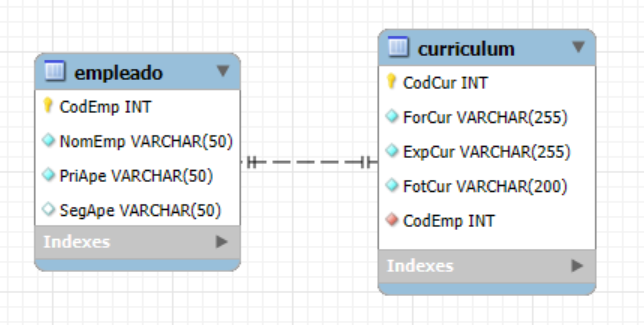 empleado
CodEmp INT
NomEmp VARCHAR(50)
PriApe VARCHAR(50)
SegApe VARCHAR(50)
Indexes
curriculum
CodCur INT
ForCur VARCHAR(255)
ExpCur VARCHAR(255)
FotCur VARCHAR(200)
CodEmp INT
Indexes